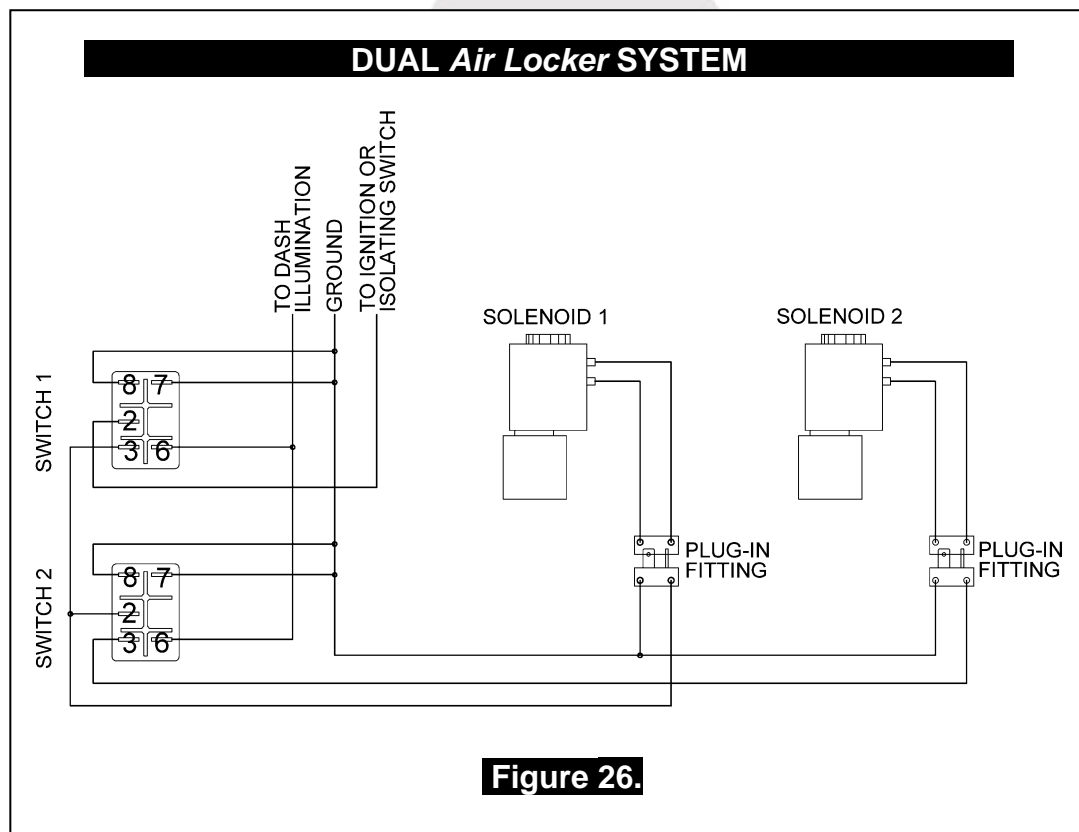 DUAL Air Locker SYSTEM
TO DASH
ILLUMINATION
GROUND
TO IGNITION OR
ISOLATING SWITCH
SOLENOID 1
SOLENOID 2
SWITCH 1
8 7
2
3 6
SWITCH 2
8 7
2
3 6
PLUG-IN
FITTING
PLUG-IN
FITTING
Figure 26.